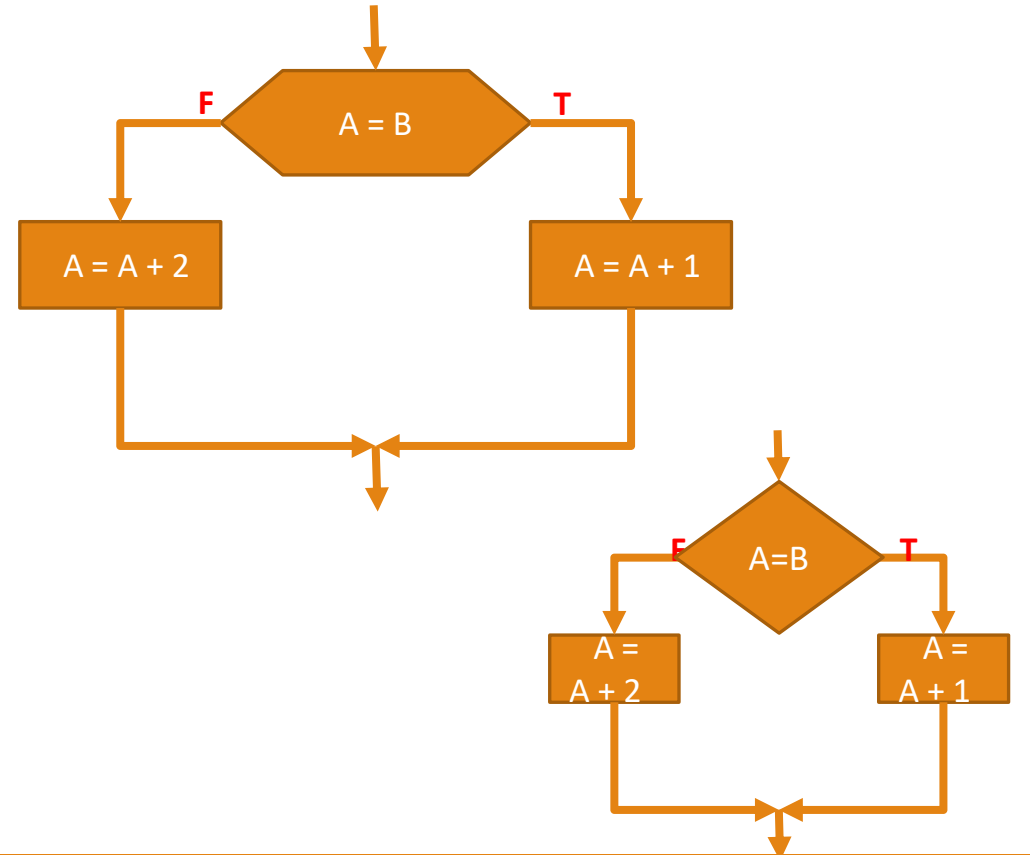 F
T
A = B
A = A + 2
A = A + 1
F
T
A=B
A =
A + 2
A =
A + 1